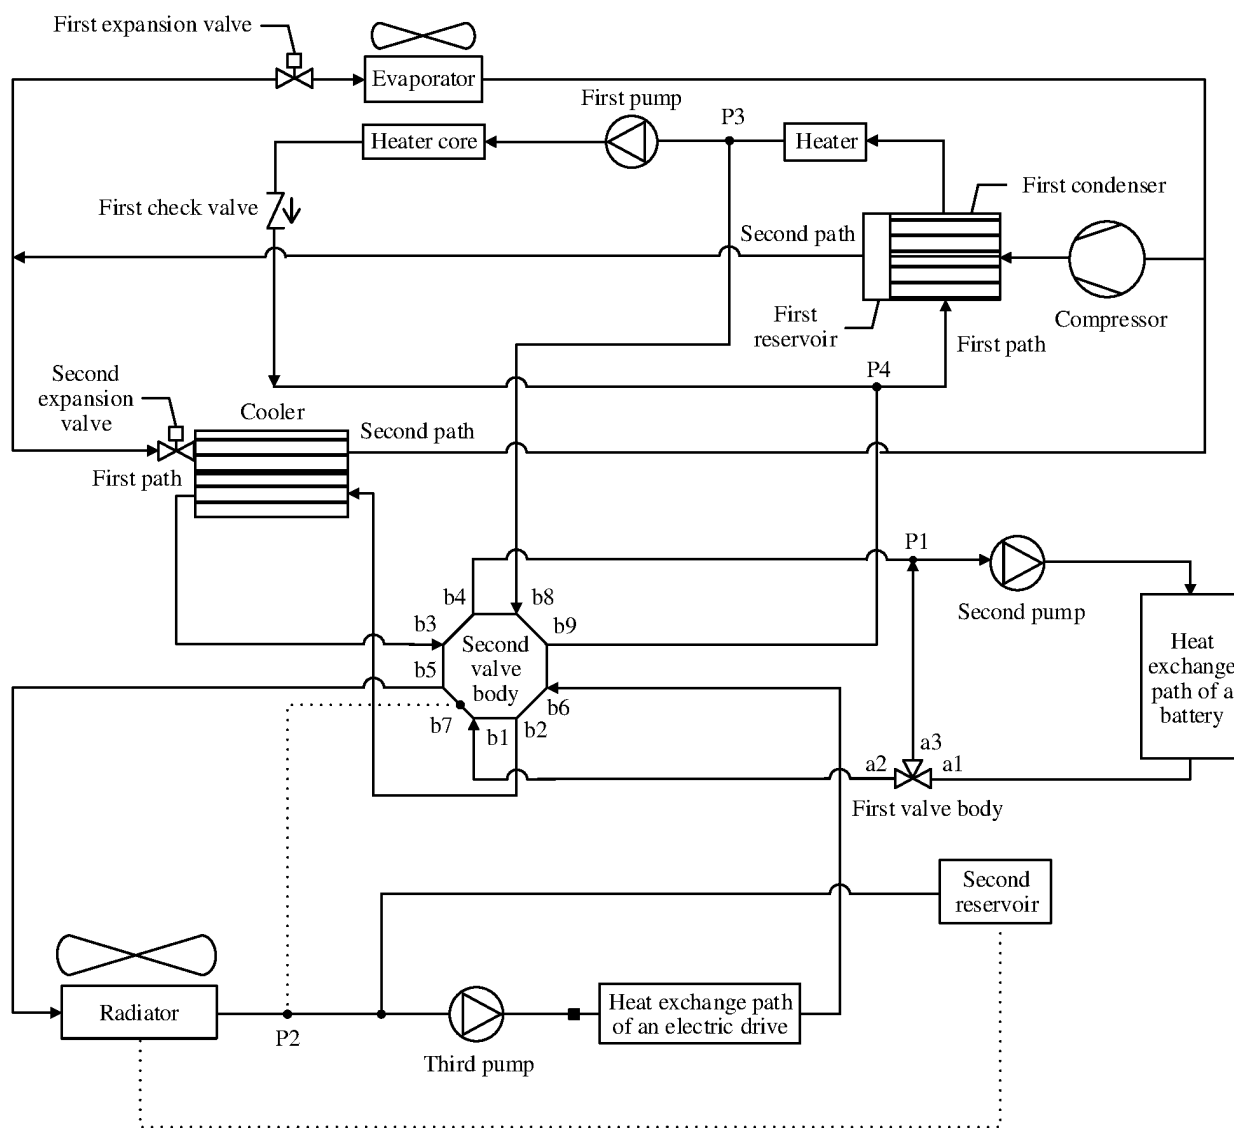 First expansion valve
Evaporator
First pump
P3
Heater core
Heater
First condenser
First check valve
Second path
First
reservoir
Compressor
First path
P4
Second
expansion
valve
Cooler
Second path
First path
P1
Second pump
b4
b8
b3
b9
Second
valve
body
b5
b6
b7
b1
b2
Heat
exchange
path of a
battery
a3
a2
a1
First valve body
Second
reservoir
Radiator
P2
Third pump
Heat exchange path
of an electric drive